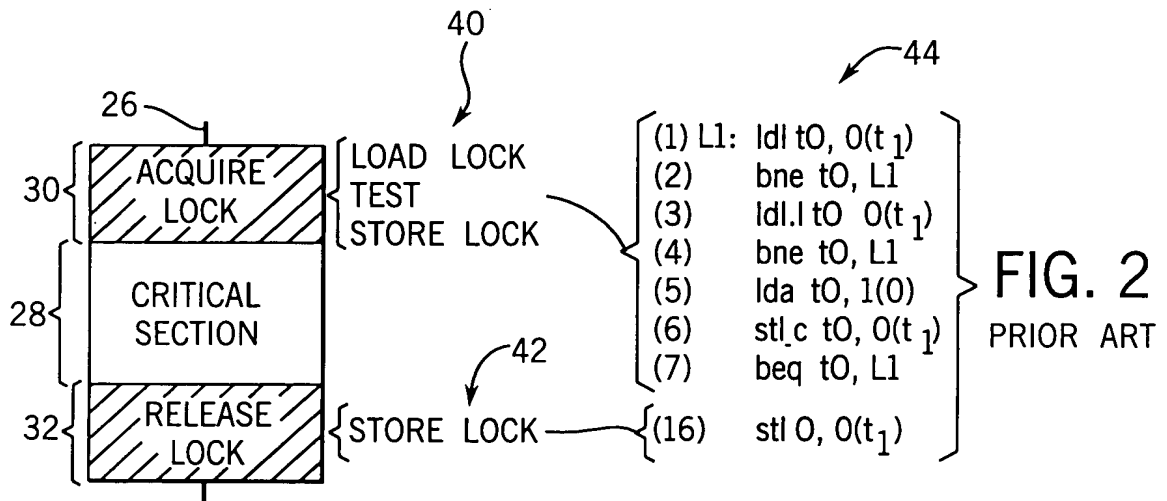 40
44
26
30
ACQUIRE
LOCK
LOAD LOCK
TEST
STORE LOCK
(1) L1: ldl t0, 0(t1)
(2) bne t0, L1
(3) ldl.l t0 0(t1)
(4) bne t0, L1
(5) lda t0, 1(0)
(6) stl_c t0, 0(t1)
(7) beq t0, L1
FIG. 2
PRIOR ART
28
CRITICAL
SECTION
42
32
RELEASE
LOCK
STORE LOCK
(16) stl 0, 0(t1)